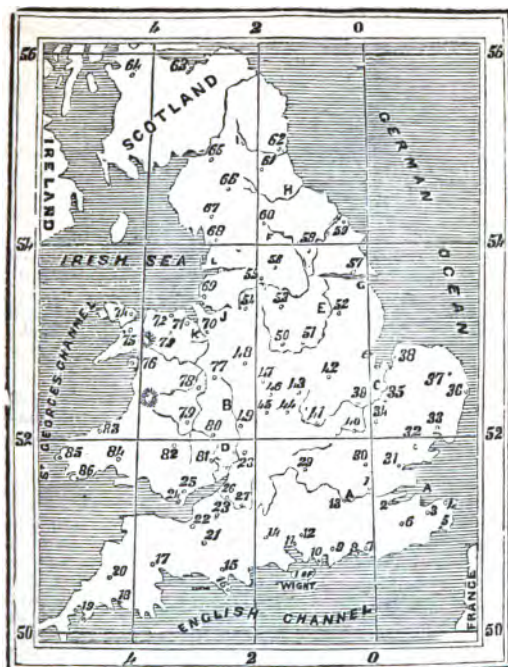 4 2 0
56 56
64 63
SCOTLAND
IRELAND
GERMAN OCEAN
62
65 61
66 H
67 60 59
68 F 59
54 54
IRISH SEA
L 58 57
55 G
69
ST GEORGES CHANNEL
74 72 71 70 J 54 53 E 52
75 K
50 51
76 48
38
77 47 42 37
78 46 43 C 35 36
45 44 39
79 B 41 34
83 80 49 40 33
52 52
82 D 32
85 84 81 29 30 31
86 28
25 26 1 A
24 27 13 A 2 4
23 3
22 6 5
14 11 12
21 9 8 7
17 15 10
20 16 I OF WIGHT
18
19
ENGLISH CHANNEL
FRANCE
50 50
4 2 0